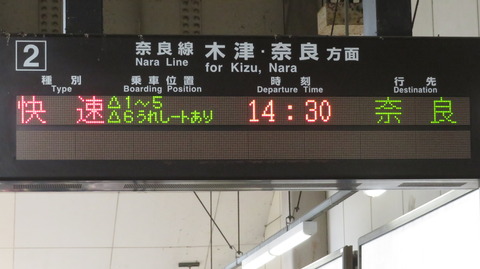 2 奈良線 木津・奈良方面
Nara Line for Kizu, Nara
種別 乗車位置 時刻 行先
Type Boarding Position Departure Time Destination
快速 △1〜5 14:30 奈良
△6うれしートあり